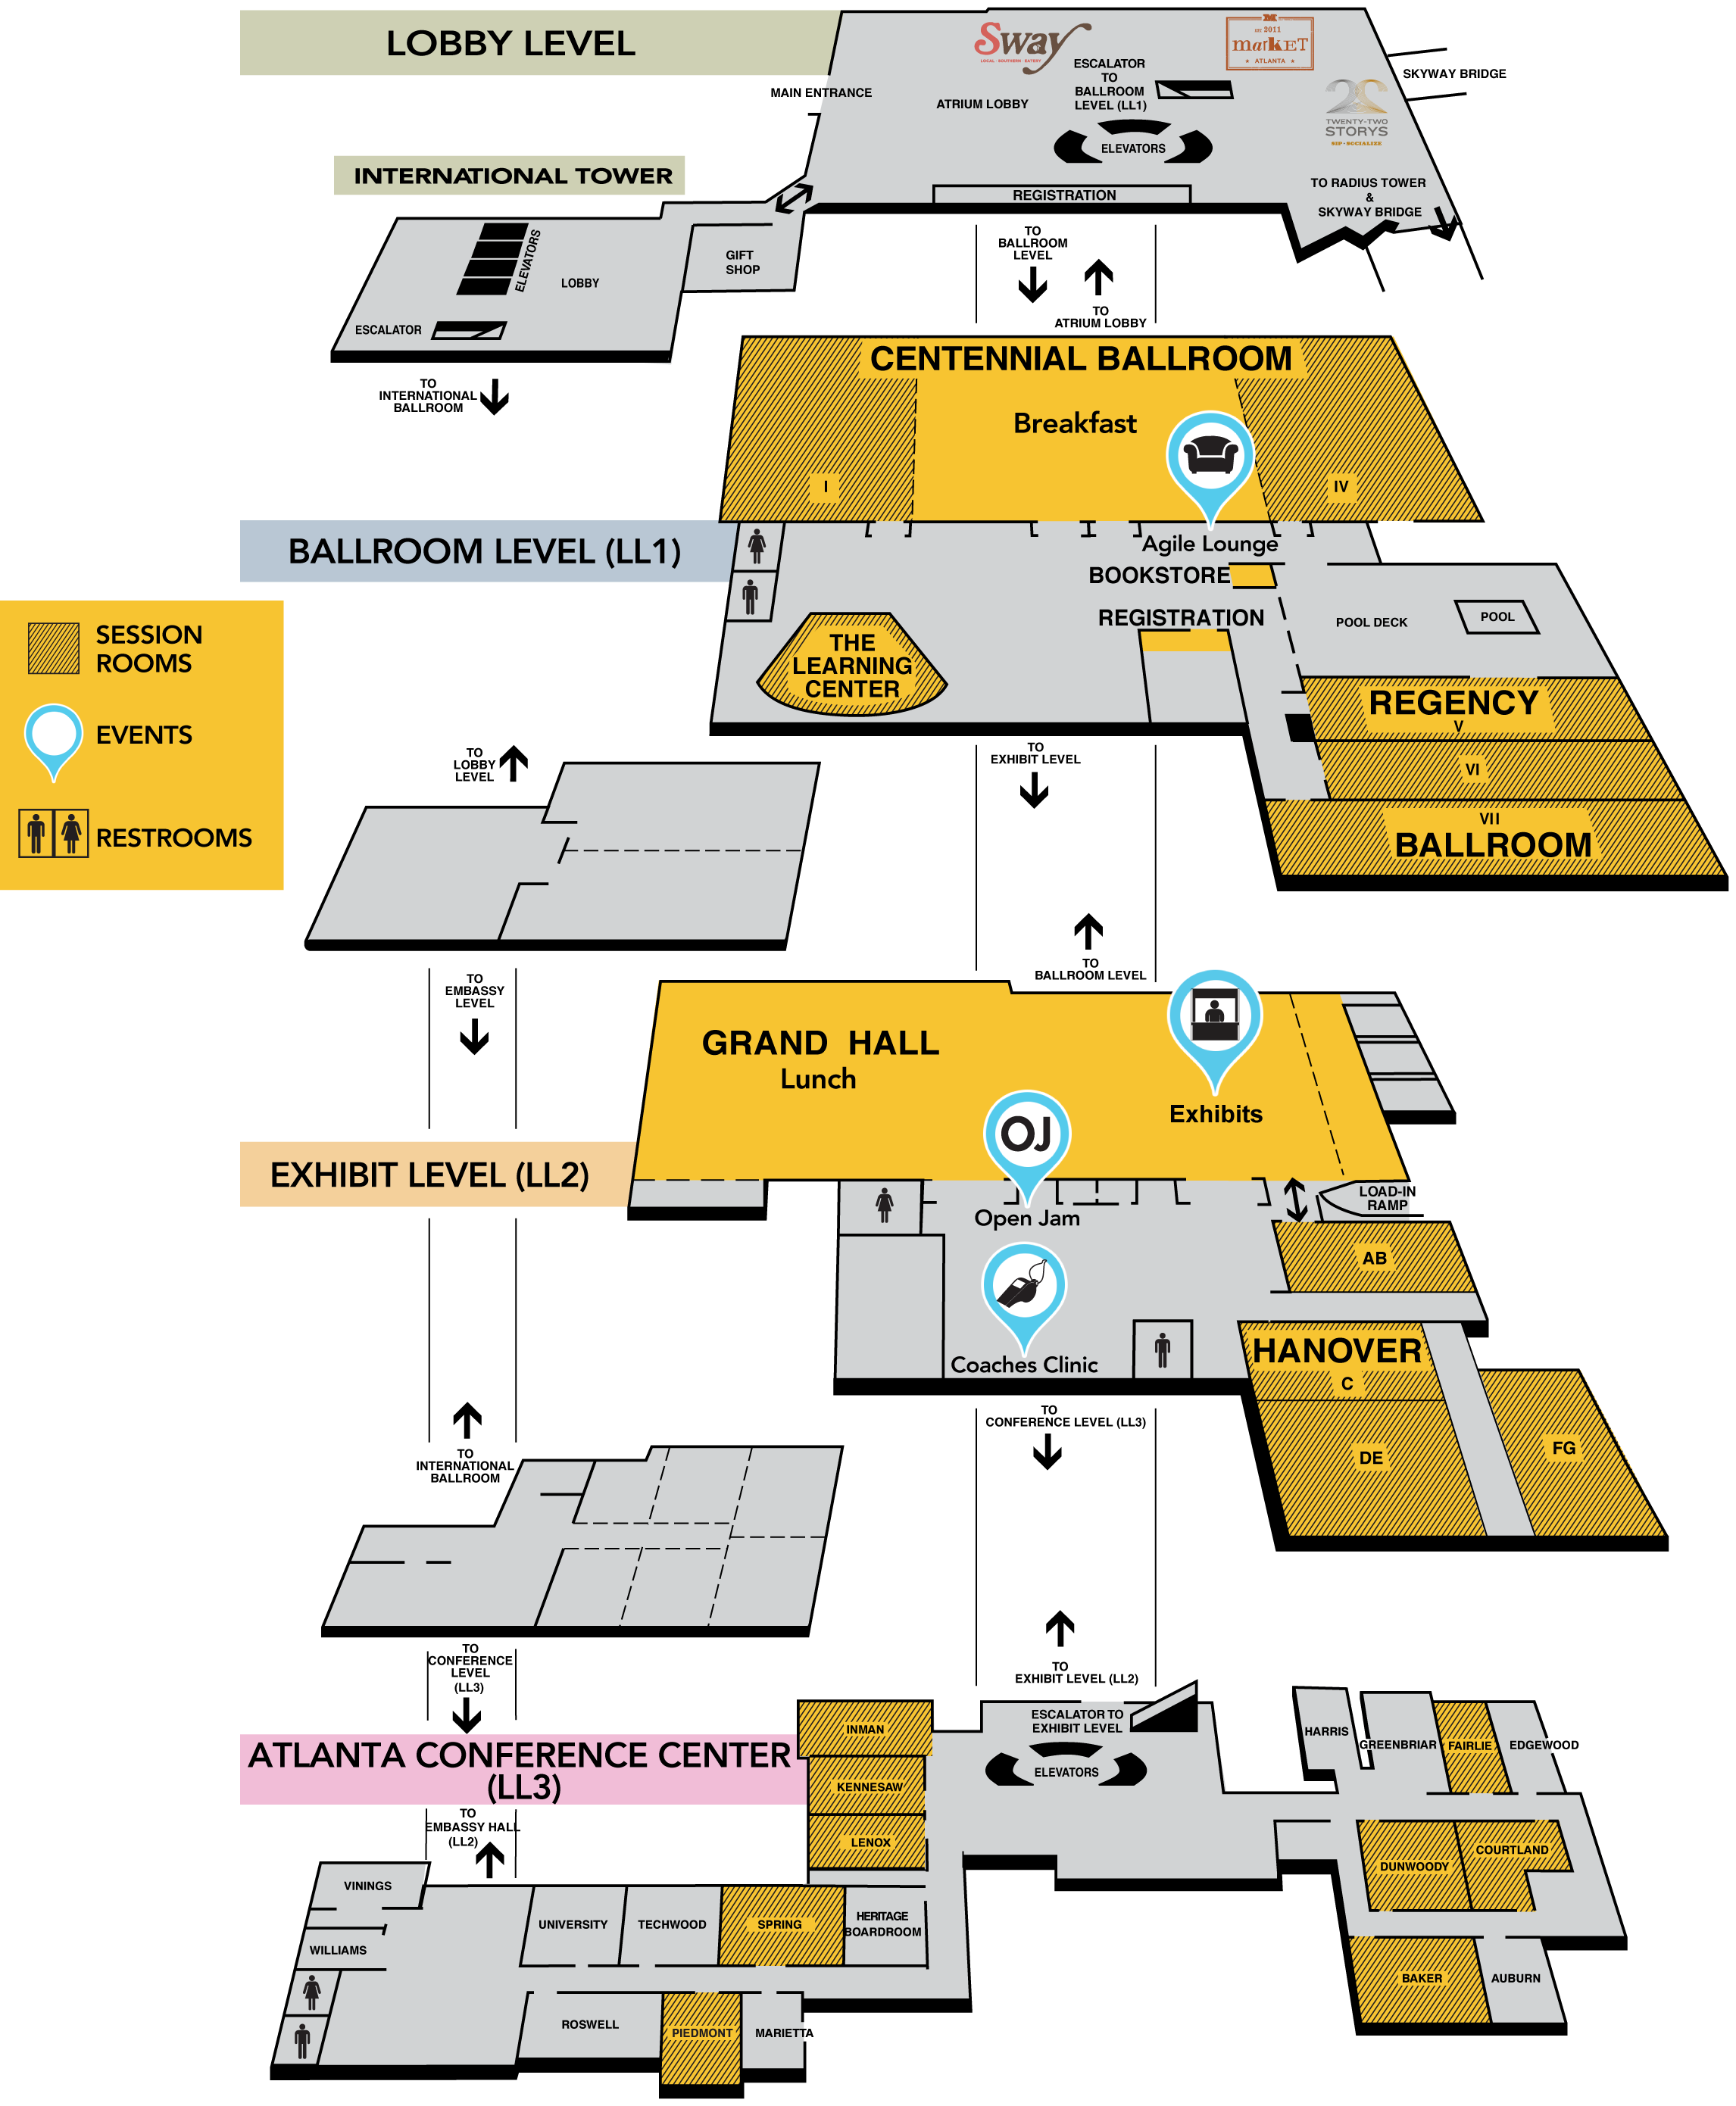 LOBBY LEVEL
Sway
LOCAL · SOUTHERN · EATERY
M
EST 2011
maRKET
★ ATLANTA ★
ESCALATOR
TO
BALLROOM
LEVEL (LL1)
SKYWAY BRIDGE
MAIN ENTRANCE
ATRIUM LOBBY
22
TWENTY-TWO
STORYS
SIP · SOCIALIZE
ELEVATORS
INTERNATIONAL TOWER
REGISTRATION
TO RADIUS TOWER
&
SKYWAY BRIDGE
ELEVATORS
LOBBY
GIFT
SHOP
ESCALATOR
TO
BALLROOM
LEVEL
TO
ATRIUM LOBBY
TO
INTERNATIONAL
BALLROOM
CENTENNIAL BALLROOM
Breakfast
I
IV
BALLROOM LEVEL (LL1)
Agile Lounge
BOOKSTORE
REGISTRATION
POOL DECK
POOL
SESSION
ROOMS
EVENTS
RESTROOMS
THE
LEARNING
CENTER
REGENCY
V
VI
VII
BALLROOM
TO
LOBBY
LEVEL
TO
EXHIBIT LEVEL
TO
BALLROOM LEVEL
TO
EMBASSY
LEVEL
GRAND HALL
Lunch
Exhibits
OJ
EXHIBIT LEVEL (LL2)
Open Jam
LOAD-IN
RAMP
AB
Coaches Clinic
HANOVER
C
DE
FG
TO
CONFERENCE LEVEL (LL3)
TO
INTERNATIONAL
BALLROOM
TO
EXHIBIT LEVEL (LL2)
TO
CONFERENCE
LEVEL
(LL3)
ATLANTA CONFERENCE CENTER
(LL3)
TO
EMBASSY HALL
(LL2)
INMAN
KENNESAW
LENOX
ESCALATOR TO
EXHIBIT LEVEL
ELEVATORS
HARRIS
GREENBRIAR
FAIRLIE
EDGEWOOD
DUNWOODY
COURTLAND
BAKER
AUBURN
VININGS
WILLIAMS
UNIVERSITY
TECHWOOD
SPRING
HERITAGE
BOARDROOM
ROSWELL
PIEDMONT
MARIETTA